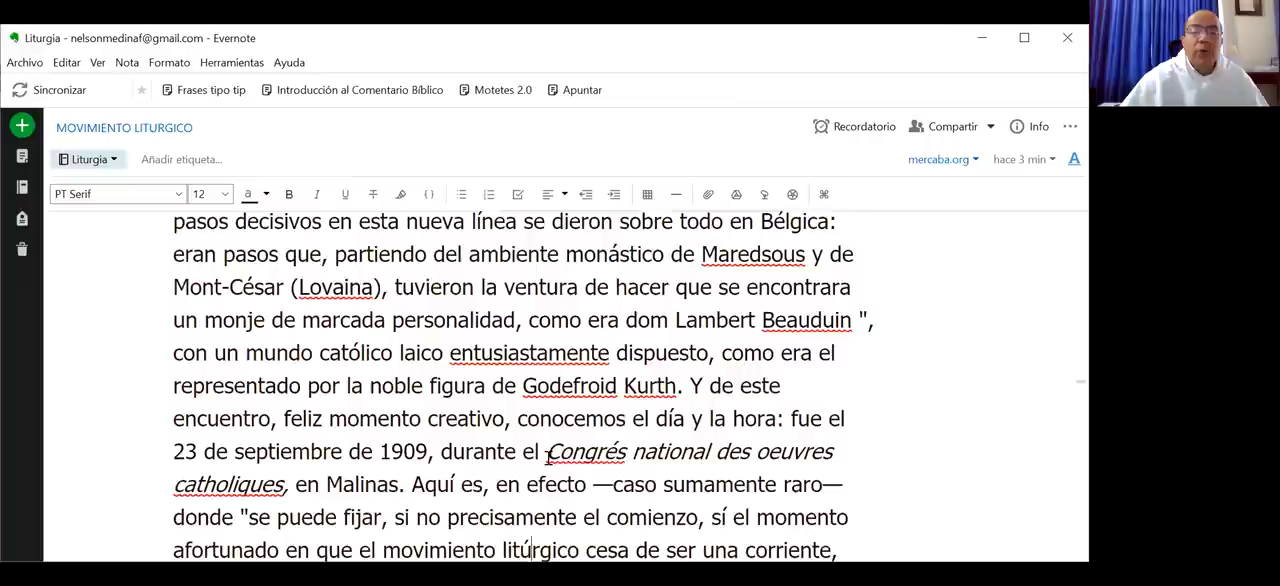 Liturgia - nelsonmedinaf@gmail.com - Evernote
Archivo Editar Ver Nota Formato Herramientas Ayuda
Sincronizar Frases tipo tip Introducción al Comentario Bíblico Motetes 2.0 Apuntar
MOVIMIENTO LITURGICO Recordatorio Compartir Info
Liturgia Añadir etiqueta... mercaba.org hace 3 min A
PT Serif 12 a B I U T
pasos decisivos en esta nueva línea se dieron sobre todo en Bélgica:
eran pasos que, partiendo del ambiente monástico de Maredsous y de
Mont-César (Lovaina), tuvieron la ventura de hacer que se encontrara
un monje de marcada personalidad, como era dom Lambert Beauduin ",
con un mundo católico laico entusiastamente dispuesto, como era el
representado por la noble figura de Godefroid Kurth. Y de este
encuentro, feliz momento creativo, conocemos el día y la hora: fue el
23 de septiembre de 1909, durante el Congrés national des oeuvres
catholiques, en Malinas. Aquí es, en efecto —caso sumamente raro—
donde "se puede fijar, si no precisamente el comienzo, sí el momento
afortunado en que el movimiento litúrgico cesa de ser una corriente,